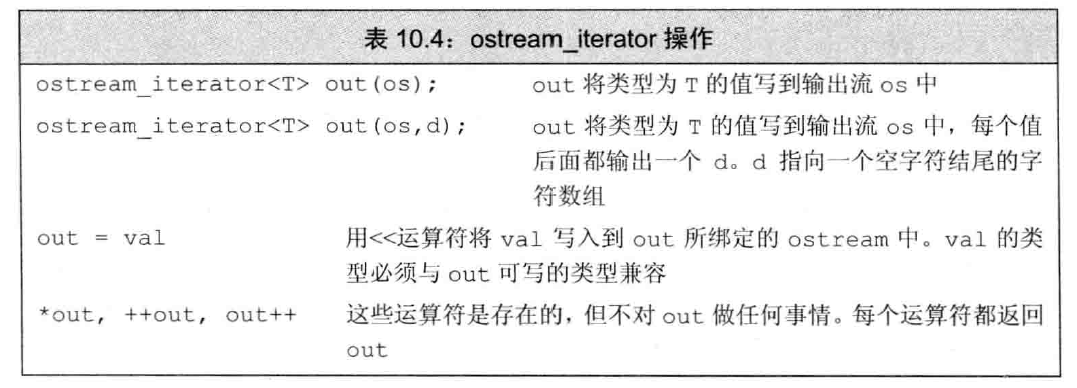 表 10.4：ostream_iterator 操作
ostream_iterator<T> out(os); out 将类型为 T 的值写到输出流 os 中
ostream_iterator<T> out(os,d); out 将类型为 T 的值写到输出流 os 中，每个值
后面都输出一个 d。d 指向一个空字符结尾的字
符数组
out = val 用<<运算符将 val 写入到 out 所绑定的 ostream 中。val 的类
型必须与 out 可写的类型兼容
*out, ++out, out++ 这些运算符是存在的，但不对 out 做任何事情。每个运算符都返回
out